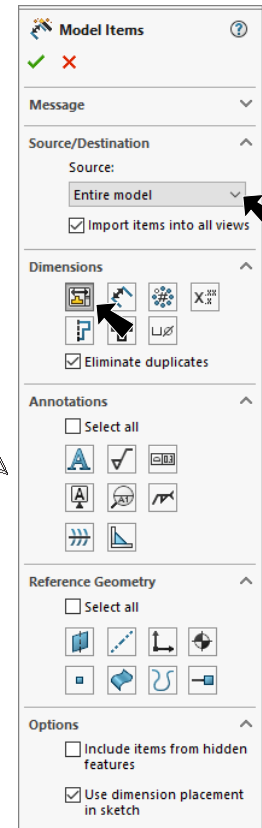 Model Items
Message
Source/Destination
Source:
Entire model
Import items into all views
Dimensions
Eliminate duplicates
Annotations
Select all
Reference Geometry
Select all
Options
Include items from hidden
features
Use dimension placement
in sketch